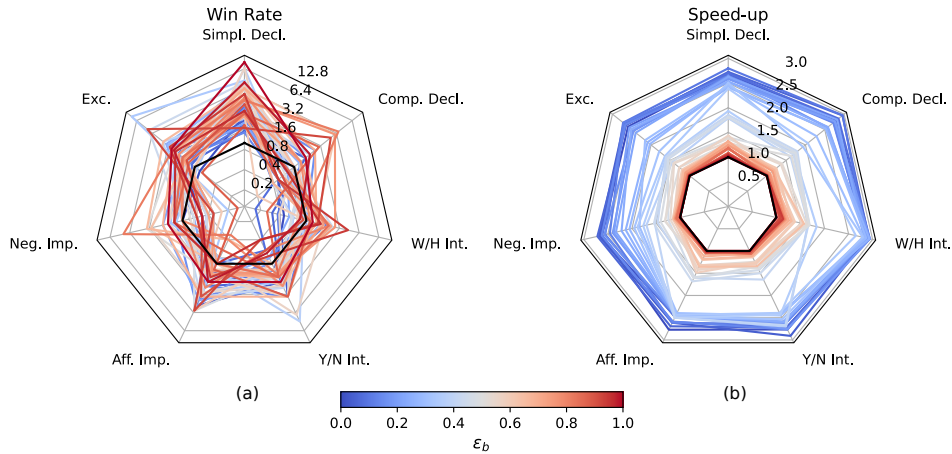 Win Rate
Simpl. Decl.
Comp. Decl.
W/H Int.
Y/N Int.
Aff. Imp.
Neg. Imp.
Exc.
12.8
6.4
3.2
1.6
0.8
0.4
0.2
(a)
Speed-up
Simpl. Decl.
Comp. Decl.
W/H Int.
Y/N Int.
Aff. Imp.
Neg. Imp.
Exc.
3.0
2.5
2.0
1.5
1.0
0.5
(b)
0.0 0.2 0.4 0.6 0.8 1.0
ε_b